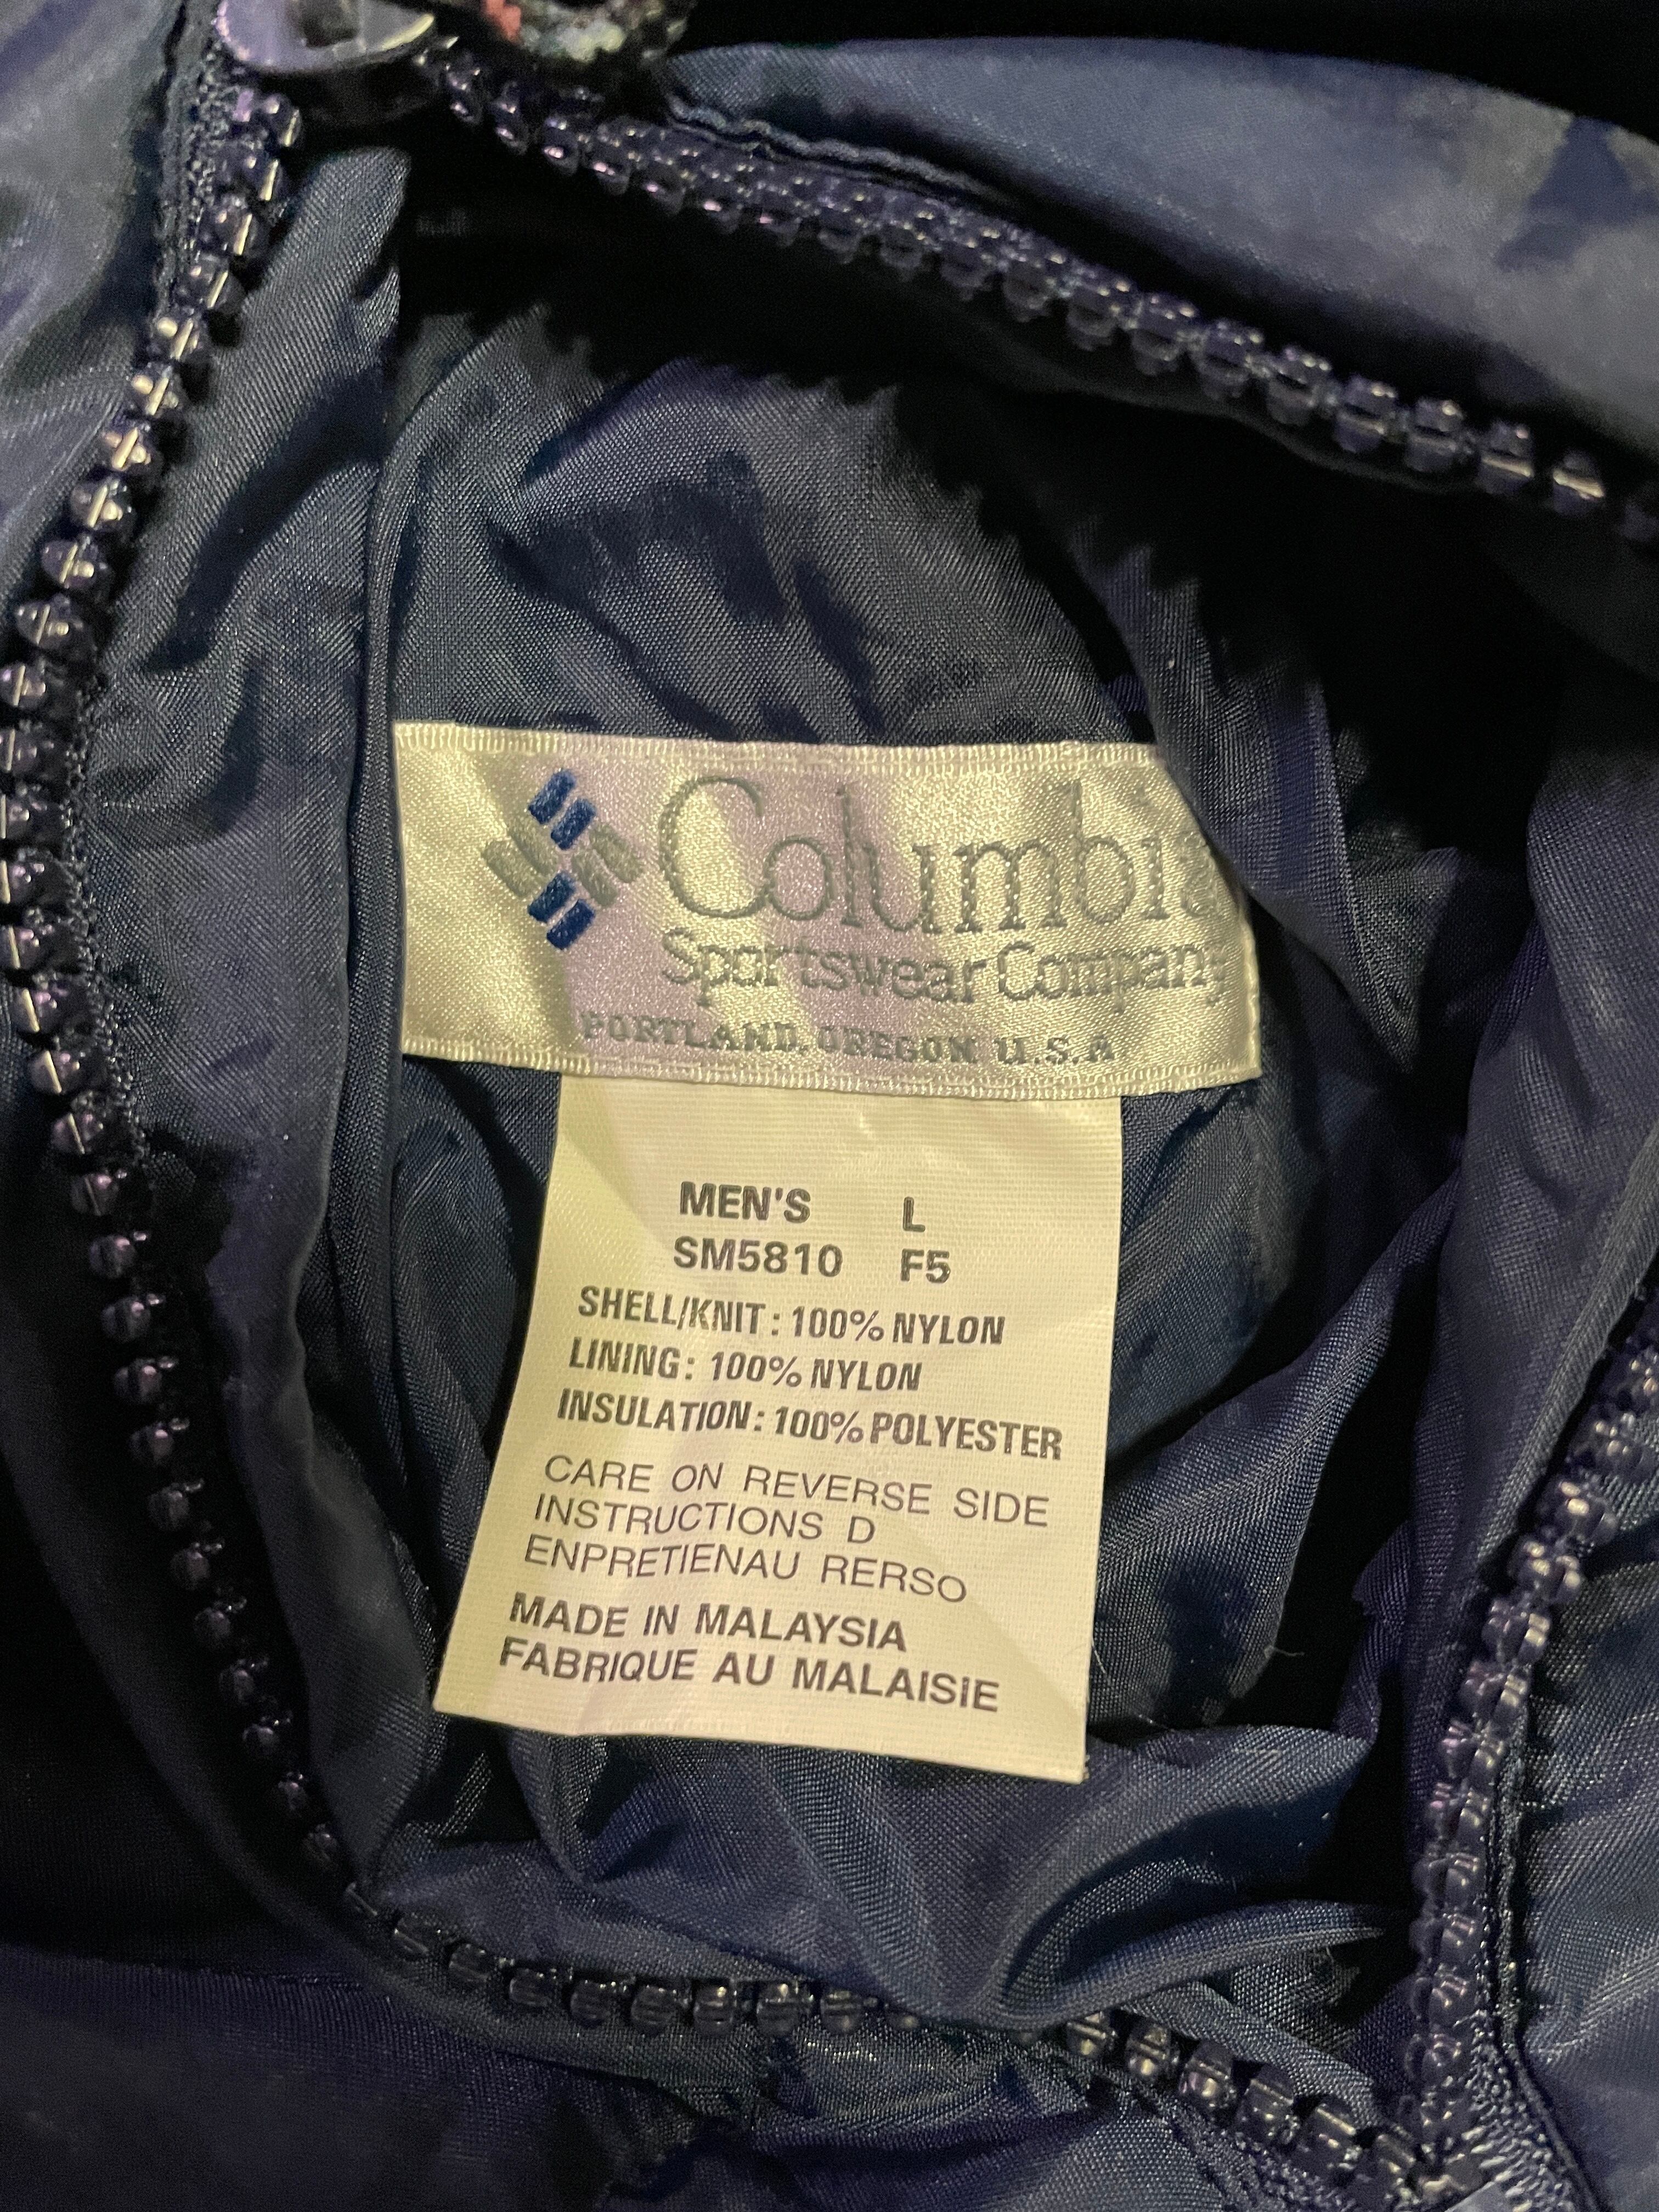 Columbia
Sportswear Company
PORTLAND, OREGON U.S.A
MEN'S L
SM5810 F5
SHELL/KNIT: 100% NYLON
LINING: 100% NYLON
INSULATION: 100% POLYESTER
CARE ON REVERSE SIDE
INSTRUCTIONS D
ENPRETIENAU RERSO
MADE IN MALAYSIA
FABRIQUE AU MALAISIE